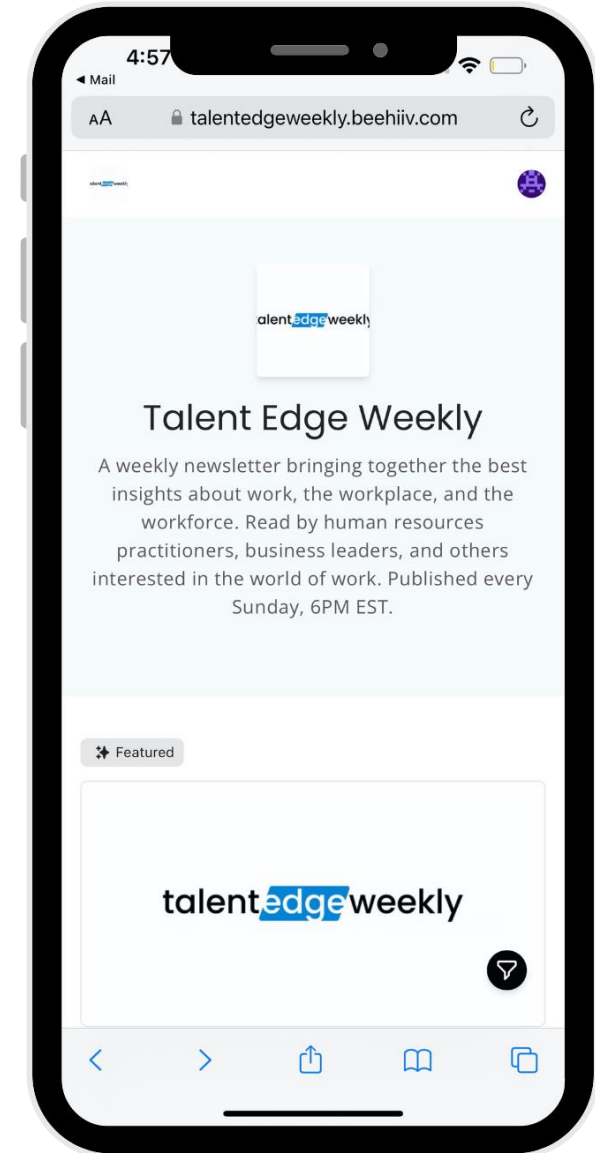 4:57
Mail
AA talentedgeweekly.beehiiv.com
alentedgeweekly
Talent Edge Weekly
A weekly newsletter bringing together the best
insights about work, the workplace, and the
workforce. Read by human resources
practitioners, business leaders, and others
interested in the world of work. Published every
Sunday, 6PM EST.
Featured
talentedgeweekly